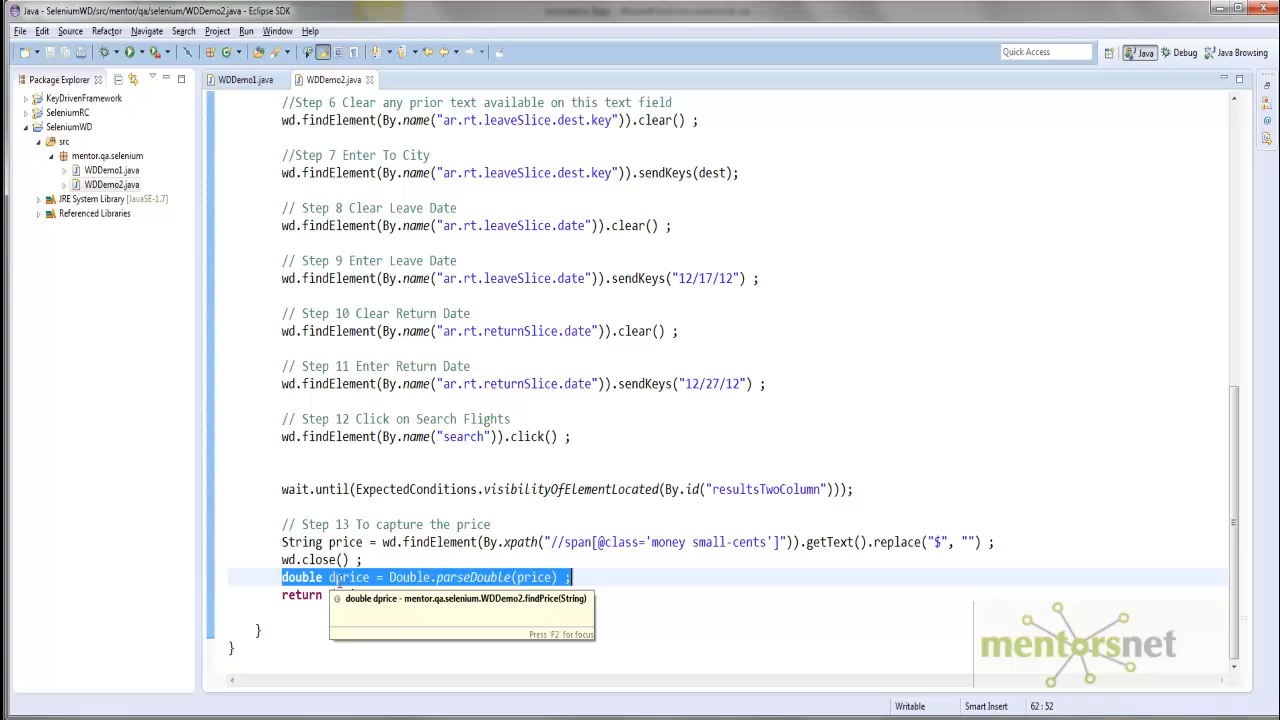 Java - SeleniumWD/src/mentor/qa/selenium/WDDemo2.java - Eclipse SDK
File Edit Source Refactor Navigate Search Project Run Window Help
Quick Access
Java
Debug
Java Browsing
Package Explorer
WDDemo1.java
WDDemo2.java
KeyDrivenFramework
SeleniumRC
SeleniumWD
src
mentor.qa.selenium
WDDemo1.java
WDDemo2.java
JRE System Library [JavaSE-1.7]
Referenced Libraries
//Step 6 Clear any prior text available on this text field
wd.findElement(By.name("ar.rt.leaveSlice.dest.key")).clear() ;
//Step 7 Enter To City
wd.findElement(By.name("ar.rt.leaveSlice.dest.key")).sendKeys(dest);
// Step 8 Clear Leave Date
wd.findElement(By.name("ar.rt.leaveSlice.date")).clear() ;
// Step 9 Enter Leave Date
wd.findElement(By.name("ar.rt.leaveSlice.date")).sendKeys("12/17/12") ;
// Step 10 Clear Return Date
wd.findElement(By.name("ar.rt.returnSlice.date")).clear() ;
// Step 11 Enter Return Date
wd.findElement(By.name("ar.rt.returnSlice.date")).sendKeys("12/27/12") ;
// Step 12 Click on Search Flights
wd.findElement(By.name("search")).click() ;
wait.until(ExpectedConditions.visibilityOfElementLocated(By.id("resultsTwoColumn")));
// Step 13 To capture the price
String price = wd.findElement(By.xpath("//span[@class='money small-cents']")).getText().replace("$", "") ;
wd.close() ;
double dprice = Double.parseDouble(price) ;
return
double dprice - mentor.qa.selenium.WDDemo2.findPrice(String)
Press 'F2' for focus
}
}
mentorsnet
Writable
Smart Insert
62 : 52